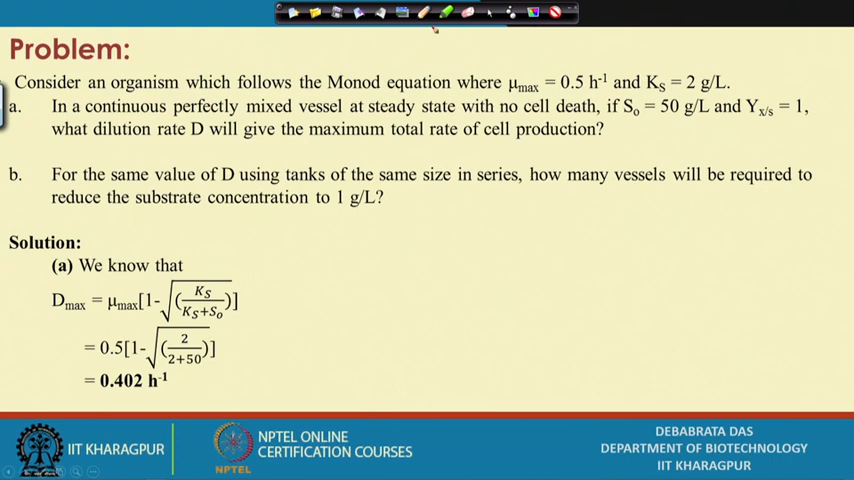 Problem:
Consider an organism which follows the Monod equation where μmax = 0.5 h-1 and KS = 2 g/L.
a. In a continuous perfectly mixed vessel at steady state with no cell death, if So = 50 g/L and Yx/s = 1,
what dilution rate D will give the maximum total rate of cell production?
b. For the same value of D using tanks of the same size in series, how many vessels will be required to
reduce the substrate concentration to 1 g/L?
Solution:
(a) We know that
Dmax = μmax[1-√(KS/(KS+So))]
= 0.5[1-√(2/(2+50))]
= 0.402 h-1
IIT KHARAGPUR
NPTEL
NPTEL ONLINE
CERTIFICATION COURSES
DEBABRATA DAS
DEPARTMENT OF BIOTECHNOLOGY
IIT KHARAGPUR